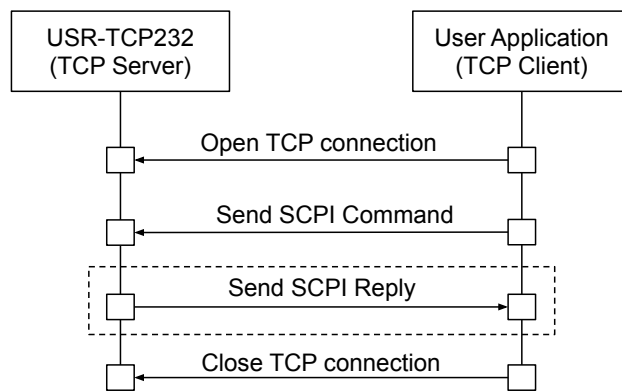 USR-TCP232
(TCP Server)
User Application
(TCP Client)
Open TCP connection
Send SCPI Command
Send SCPI Reply
Close TCP connection